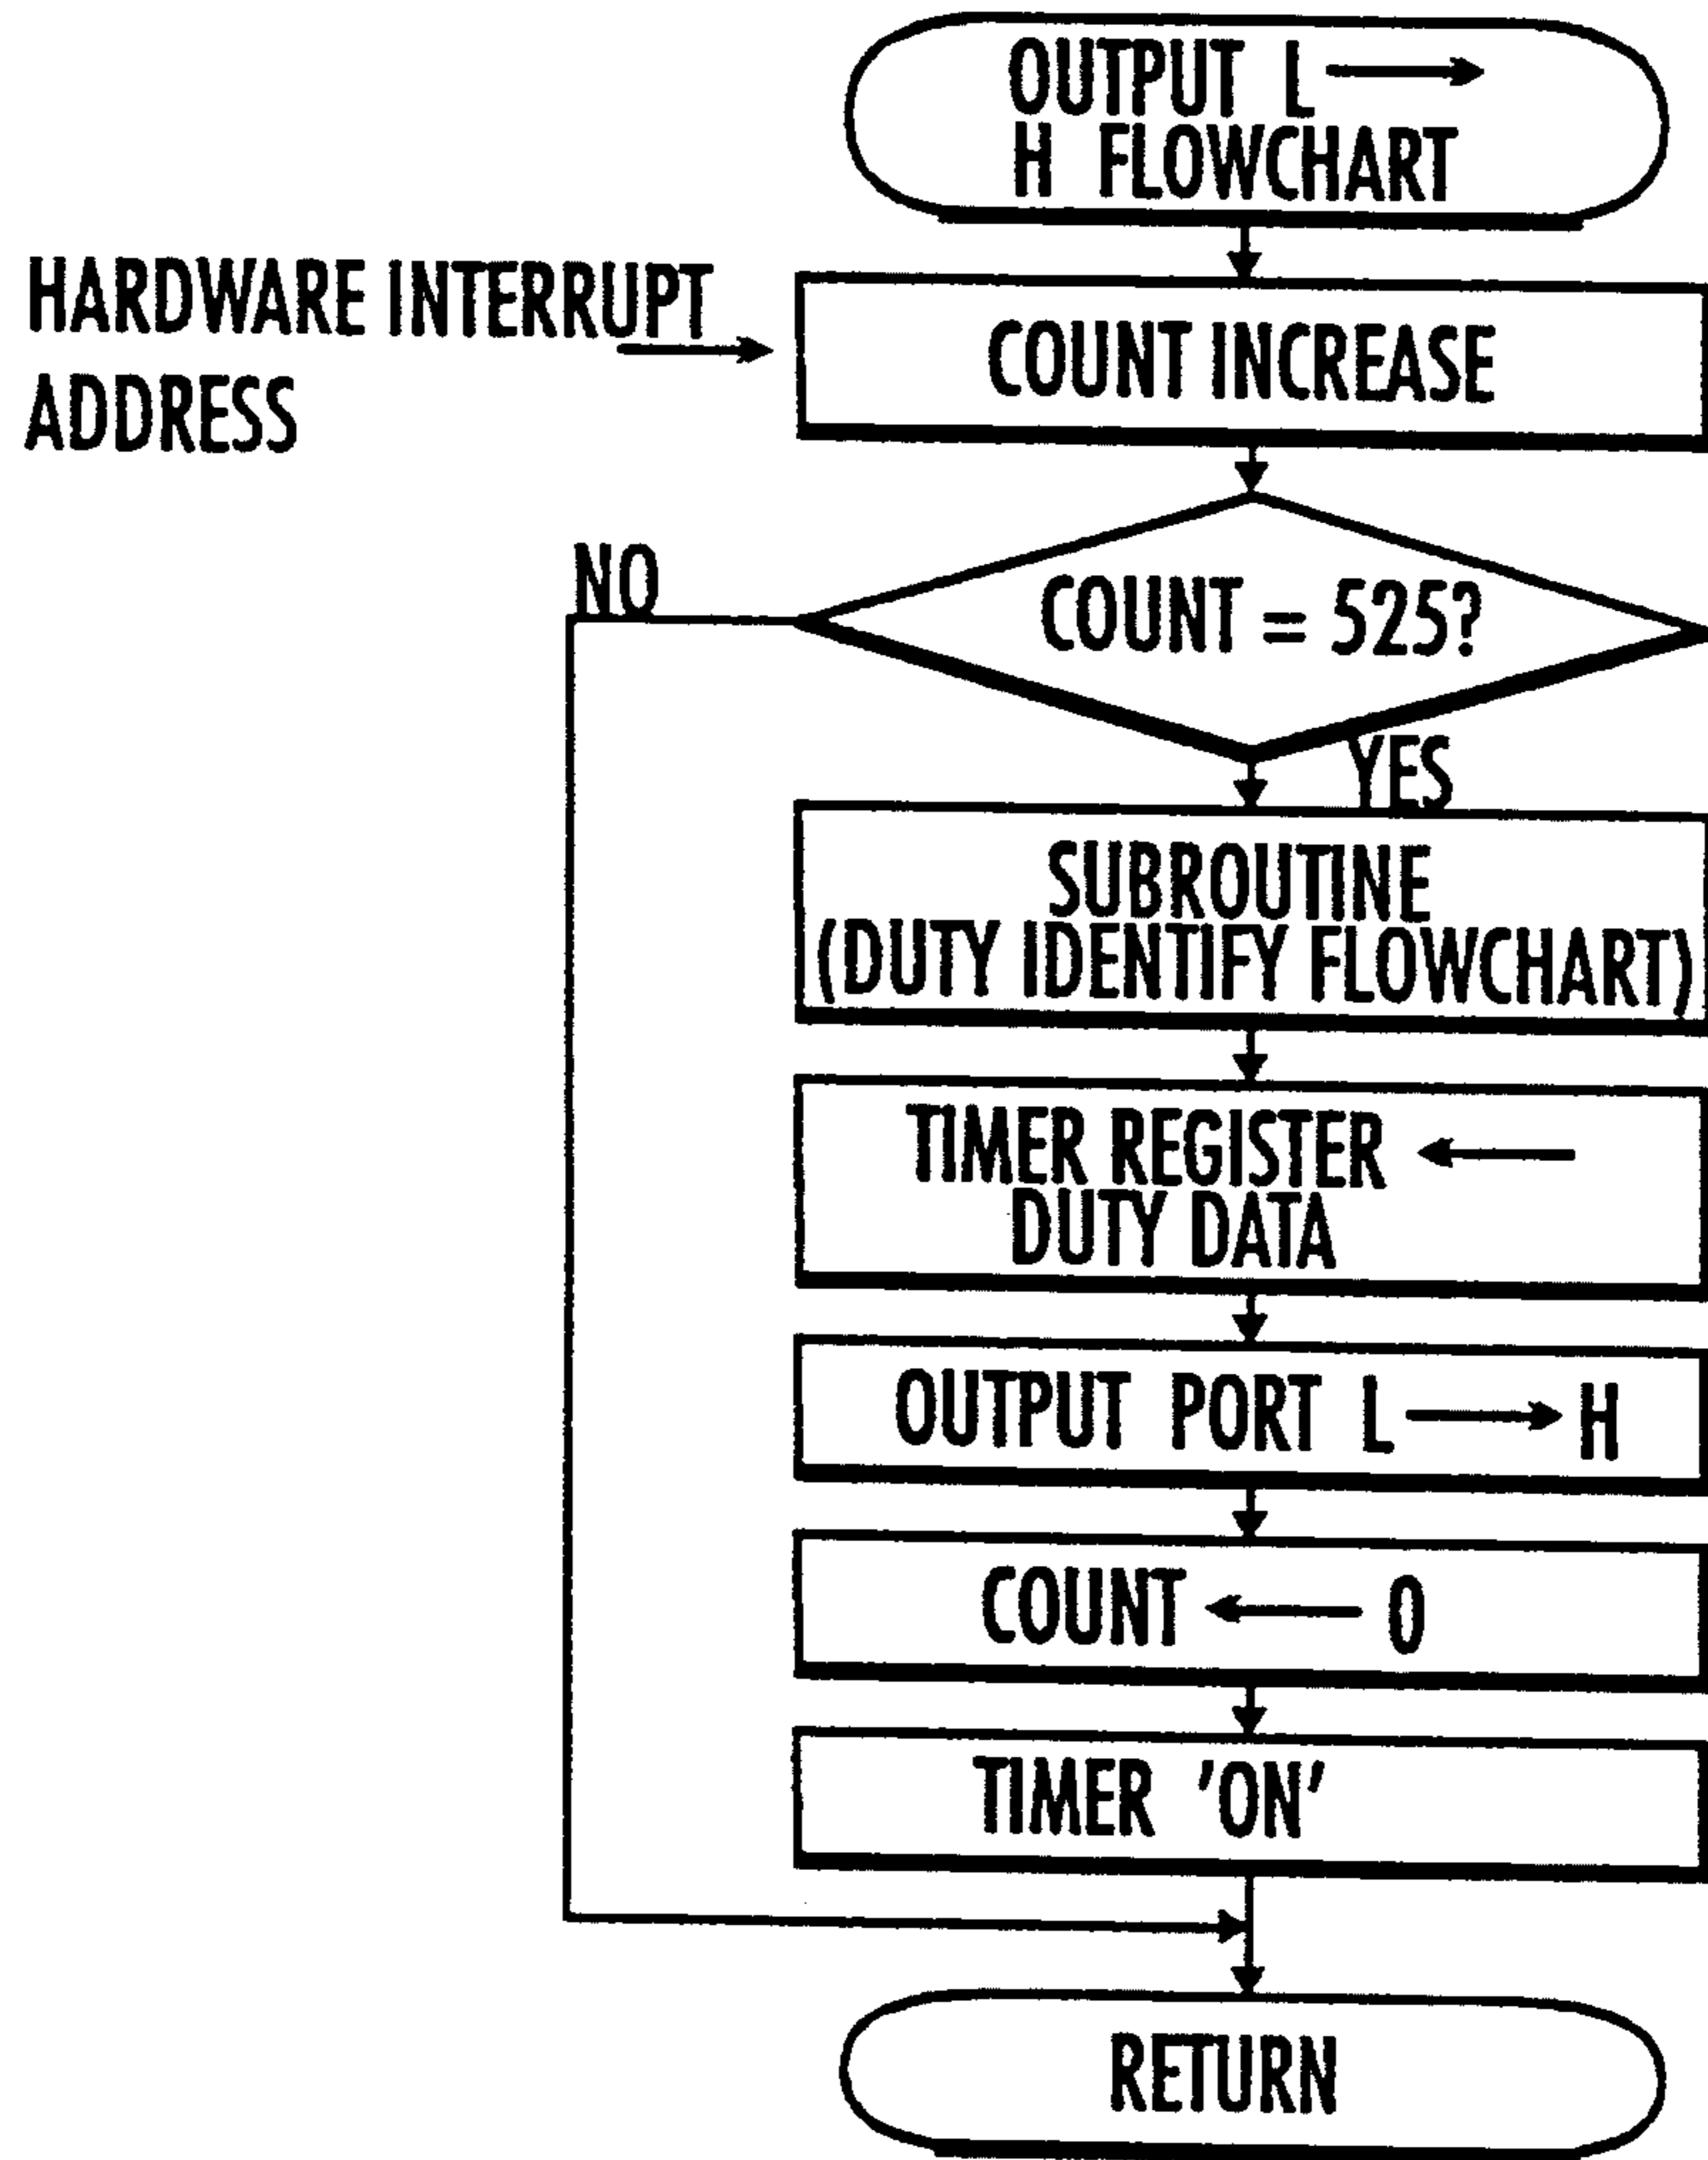 OUTPUT L →
H FLOWCHART
HARDWARE INTERRUPT →
ADDRESS
COUNT INCREASE
NO
COUNT = 525?
YES
SUBROUTINE
(DUTY IDENTIFY FLOWCHART)
TIMER REGISTER ←
DUTY DATA
OUTPUT PORT L → H
COUNT ← 0
TIMER 'ON'
RETURN